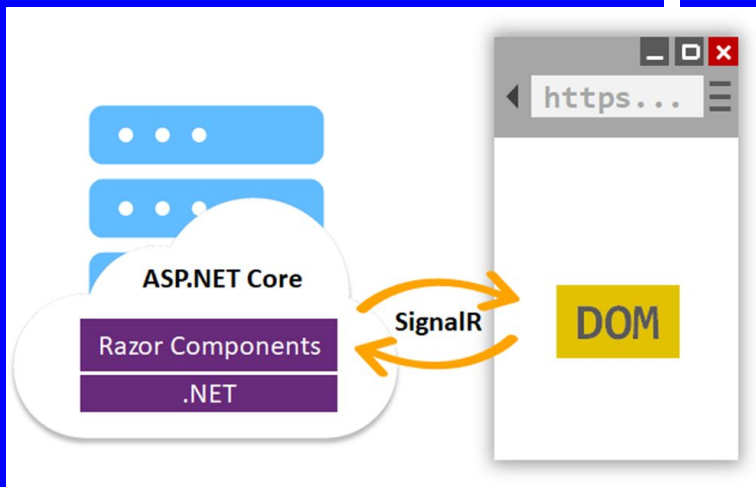 https...
ASP.NET Core
Razor Components
.NET
SignalR
DOM